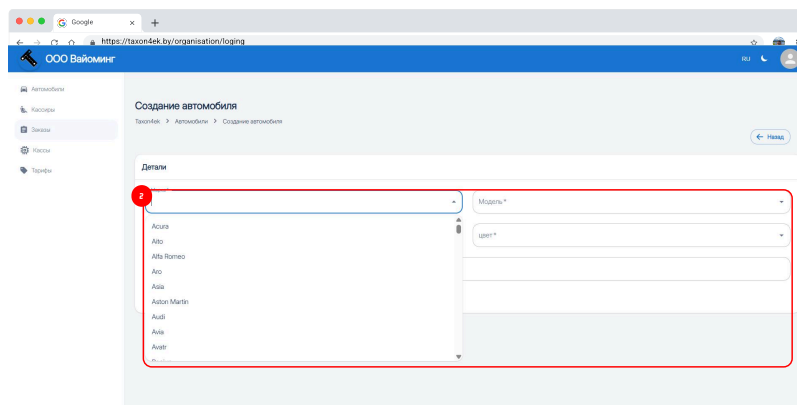 Google
https://taxon4ek.by/organisation/loging
ООО Вайоминг
RU
Автомобили
Кассиры
Заказы
Кассы
Тарифы
Создание автомобиля
Taxon4ek > Автомобили > Создание автомобиля
Назад
Детали
2
Модель*
цвет*
Acura
Aito
Alfa Romeo
Aro
Asia
Aston Martin
Audi
Avia
Avatr